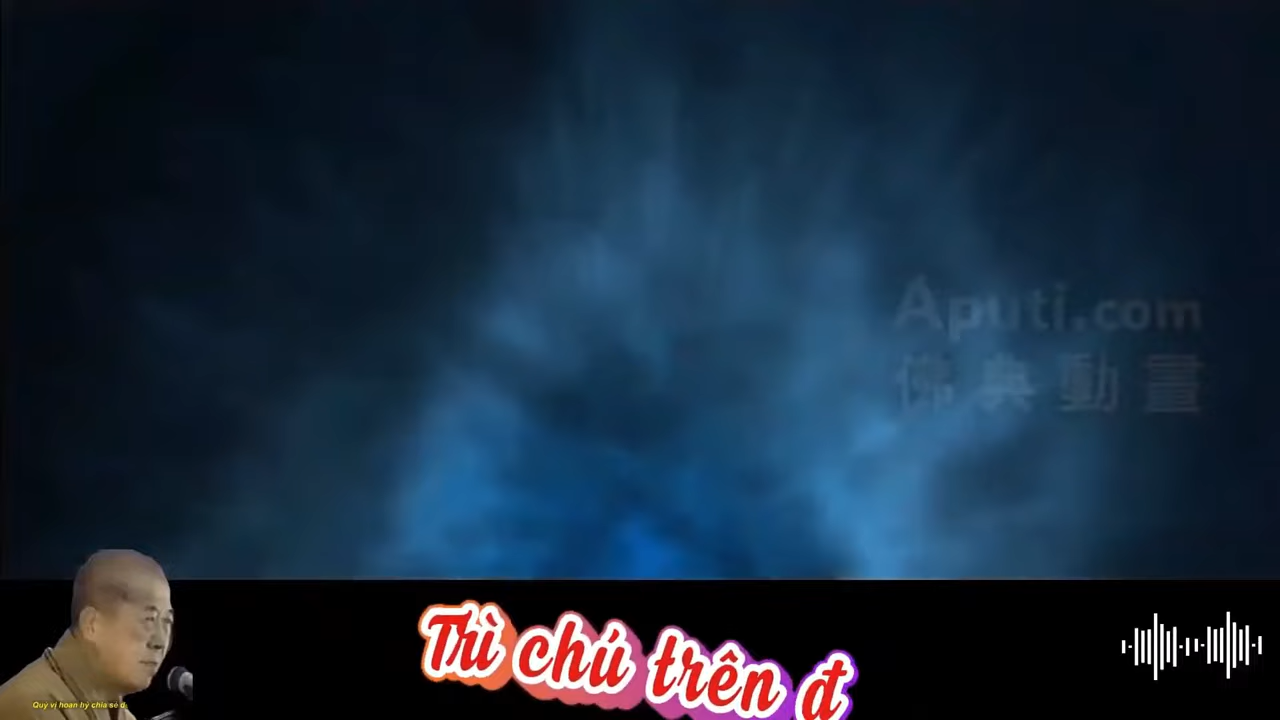 Aputi.com
佛典動畫
Trì chú trên đ
Quý vị hoan hỷ chia sẻ đ